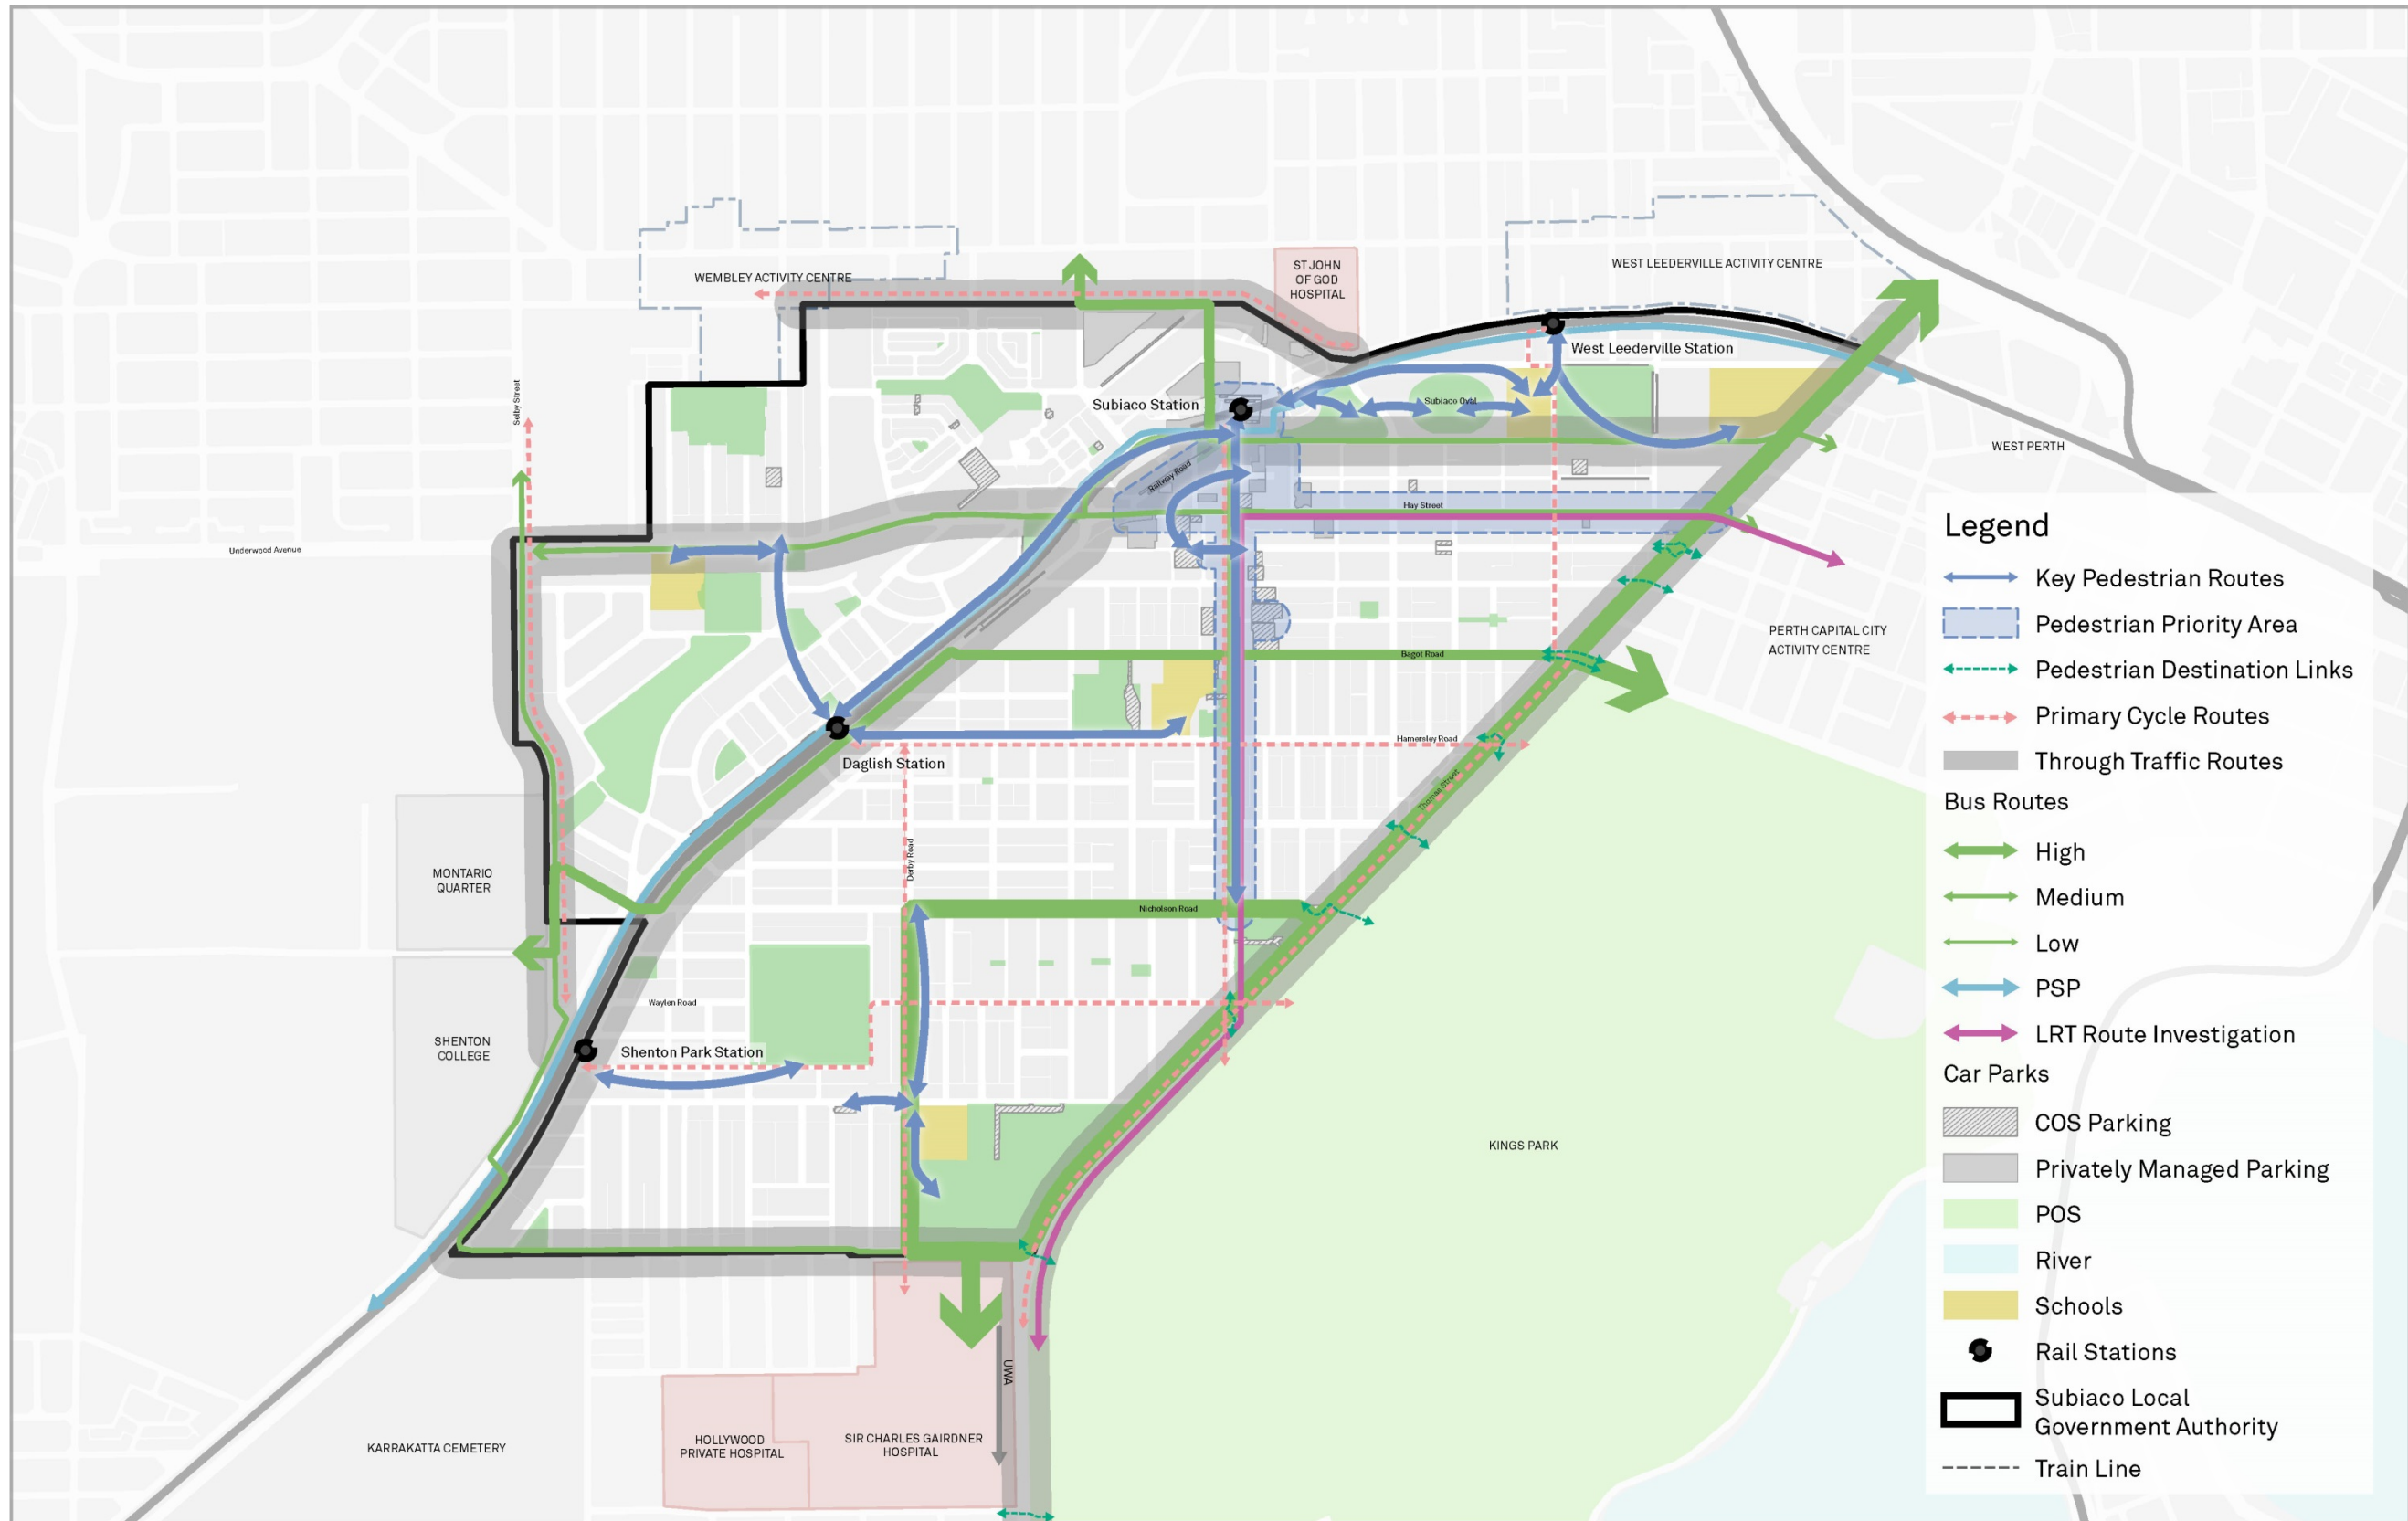 WEMBLEY ACTIVITY CENTRE
ST JOHN
OF GOD
HOSPITAL
WEST LEEDERVILLE ACTIVITY CENTRE
West Leederville Station
Subiaco Station
Subiaco Oval
Selby Street
WEST PERTH
Railway Road
Hay Street
Underwood Avenue
PERTH CAPITAL CITY
ACTIVITY CENTRE
Bagot Road
Hamersley Road
Daglish Station
Thomas Street
Derby Road
MONTARIO
QUARTER
Nicholson Road
Waylen Road
SHENTON
COLLEGE
Shenton Park Station
KINGS PARK
UWA
KARRAKATTA CEMETERY
HOLLYWOOD
PRIVATE HOSPITAL
SIR CHARLES GAIRDNER
HOSPITAL
Legend
Key Pedestrian Routes
Pedestrian Priority Area
Pedestrian Destination Links
Primary Cycle Routes
Through Traffic Routes
Bus Routes
High
Medium
Low
PSP
LRT Route Investigation
Car Parks
COS Parking
Privately Managed Parking
POS
River
Schools
Rail Stations
Subiaco Local
Government Authority
Train Line